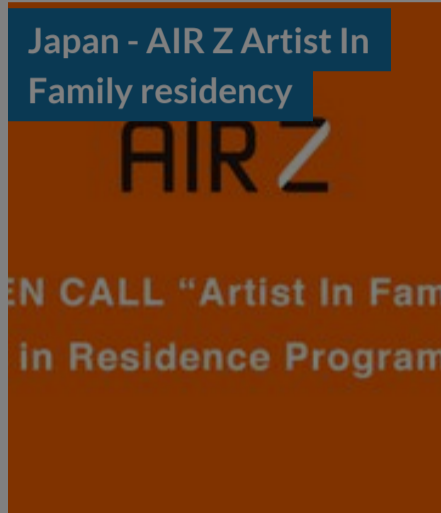 Japan - AIR Z Artist In
Family residency
AIR Z
EN CALL “Artist In Fam
in Residence Program